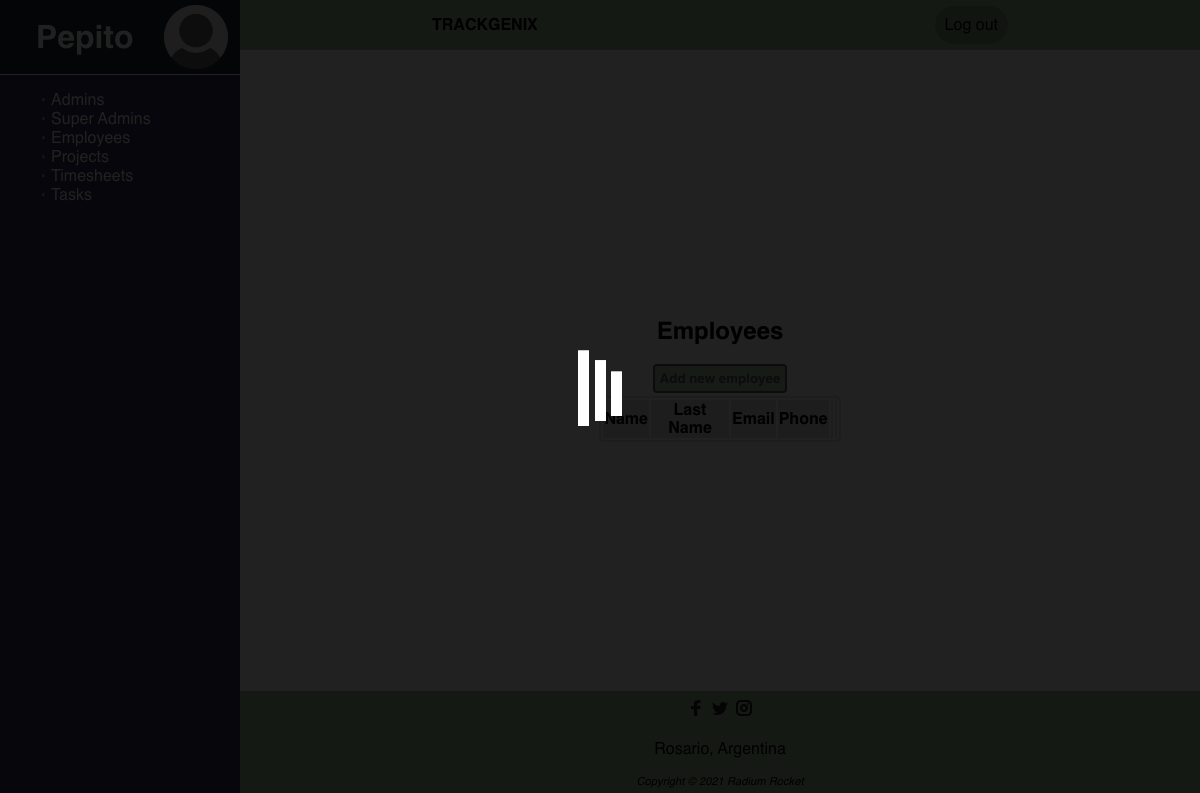 Pepito
TRACKGENIX
Log out
· Admins
· Super Admins
· Employees
· Projects
· Timesheets
· Tasks
Employees
Add new employee
Name Last Name Email Phone
Rosario, Argentina
Copyright © 2021 Radium Rocket